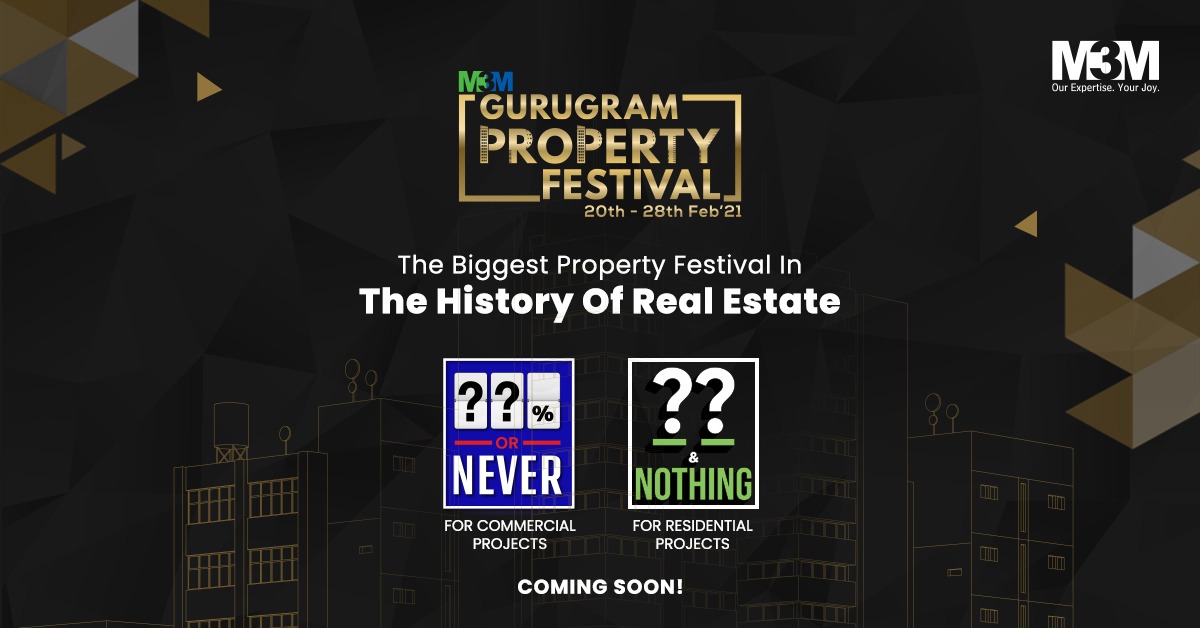 M3M
Our Expertise. Your Joy.
M3M
GURUGRAM
PROPERTY
FESTIVAL
20th - 28th Feb'21
The Biggest Property Festival In
The History Of Real Estate
??%
OR
NEVER
FOR COMMERCIAL
PROJECTS
??
&
NOTHING
FOR RESIDENTIAL
PROJECTS
COMING SOON!